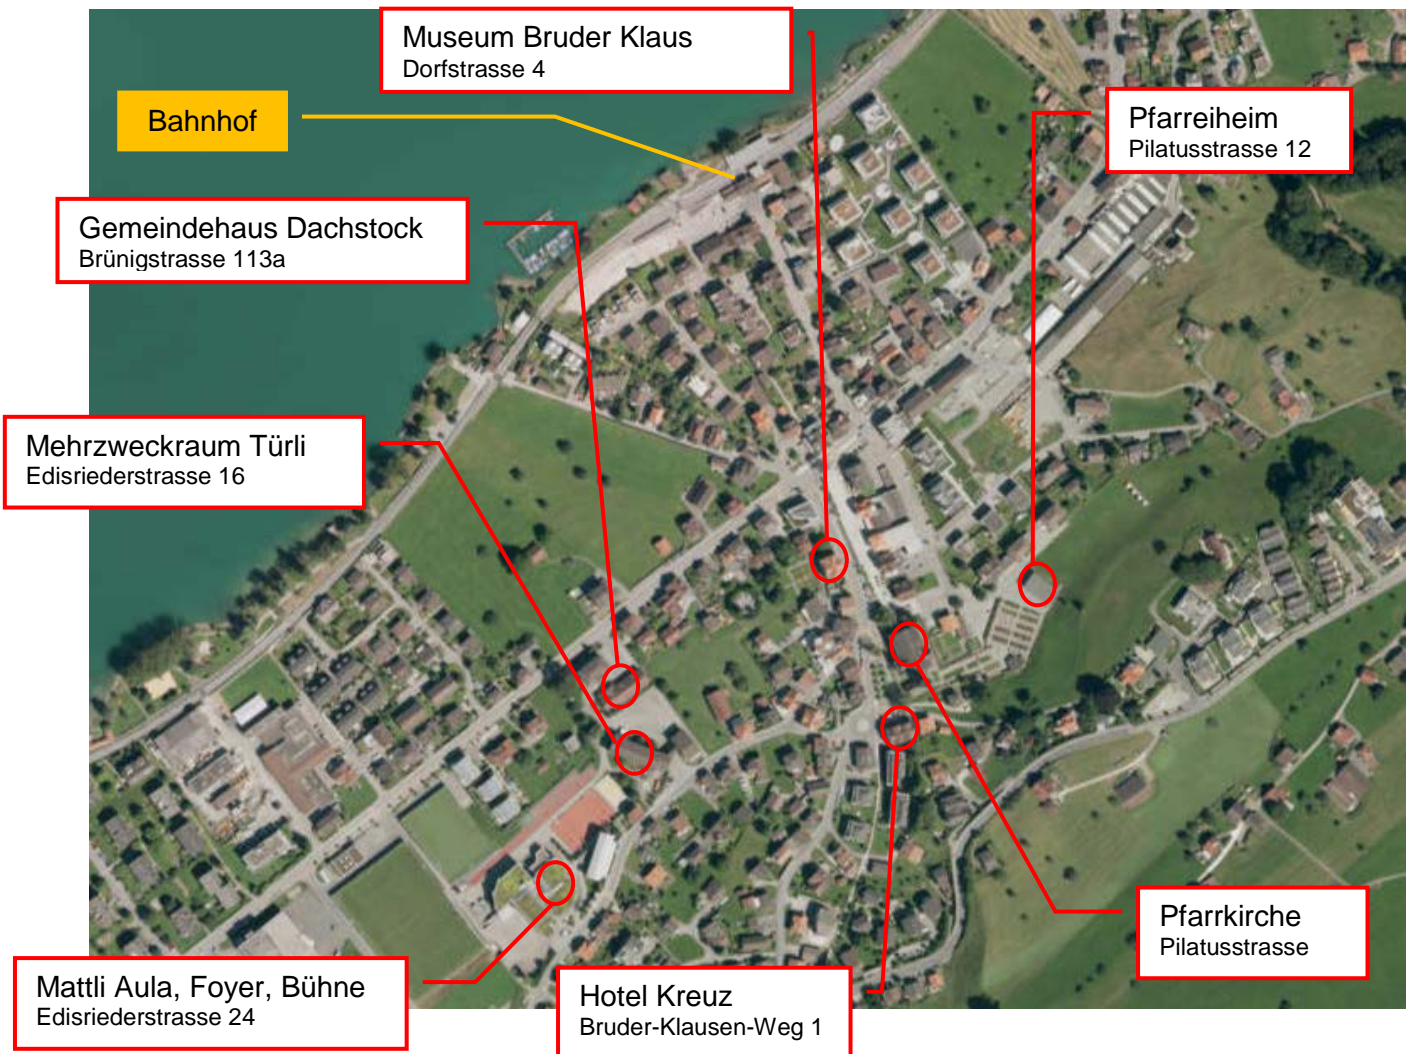 Museum Bruder Klaus
Dorfstrasse 4
Bahnhof
Pfarreiheim
Pilatusstrasse 12
Gemeindehaus Dachstock
Brünigstrasse 113a
Mehrzweckraum Türli
Edisriederstrasse 16
Pfarrkirche
Pilatusstrasse
Mattli Aula, Foyer, Bühne
Edisriederstrasse 24
Hotel Kreuz
Bruder-Klausen-Weg 1